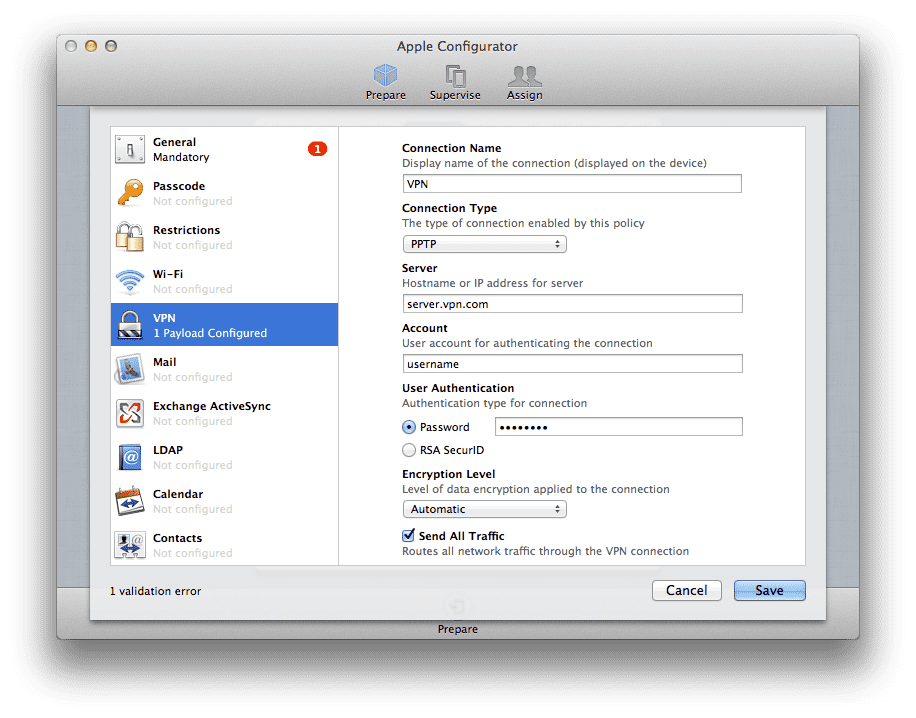 Apple Configurator
Prepare
Supervise
Assign
General
Mandatory
1
Passcode
Not configured
Restrictions
Not configured
Wi-Fi
Not configured
VPN
1 Payload Configured
Mail
Not configured
Exchange ActiveSync
Not configured
LDAP
Not configured
Calendar
Not configured
Contacts
Not configured
Connection Name
Display name of the connection (displayed on the device)
VPN
Connection Type
The type of connection enabled by this policy
PPTP
Server
Hostname or IP address for server
server.vpn.com
Account
User account for authenticating the connection
username
User Authentication
Authentication type for connection
Password ••••••••
RSA SecurID
Encryption Level
Level of data encryption applied to the connection
Automatic
Send All Traffic
Routes all network traffic through the VPN connection
1 validation error
Cancel
Save
Prepare